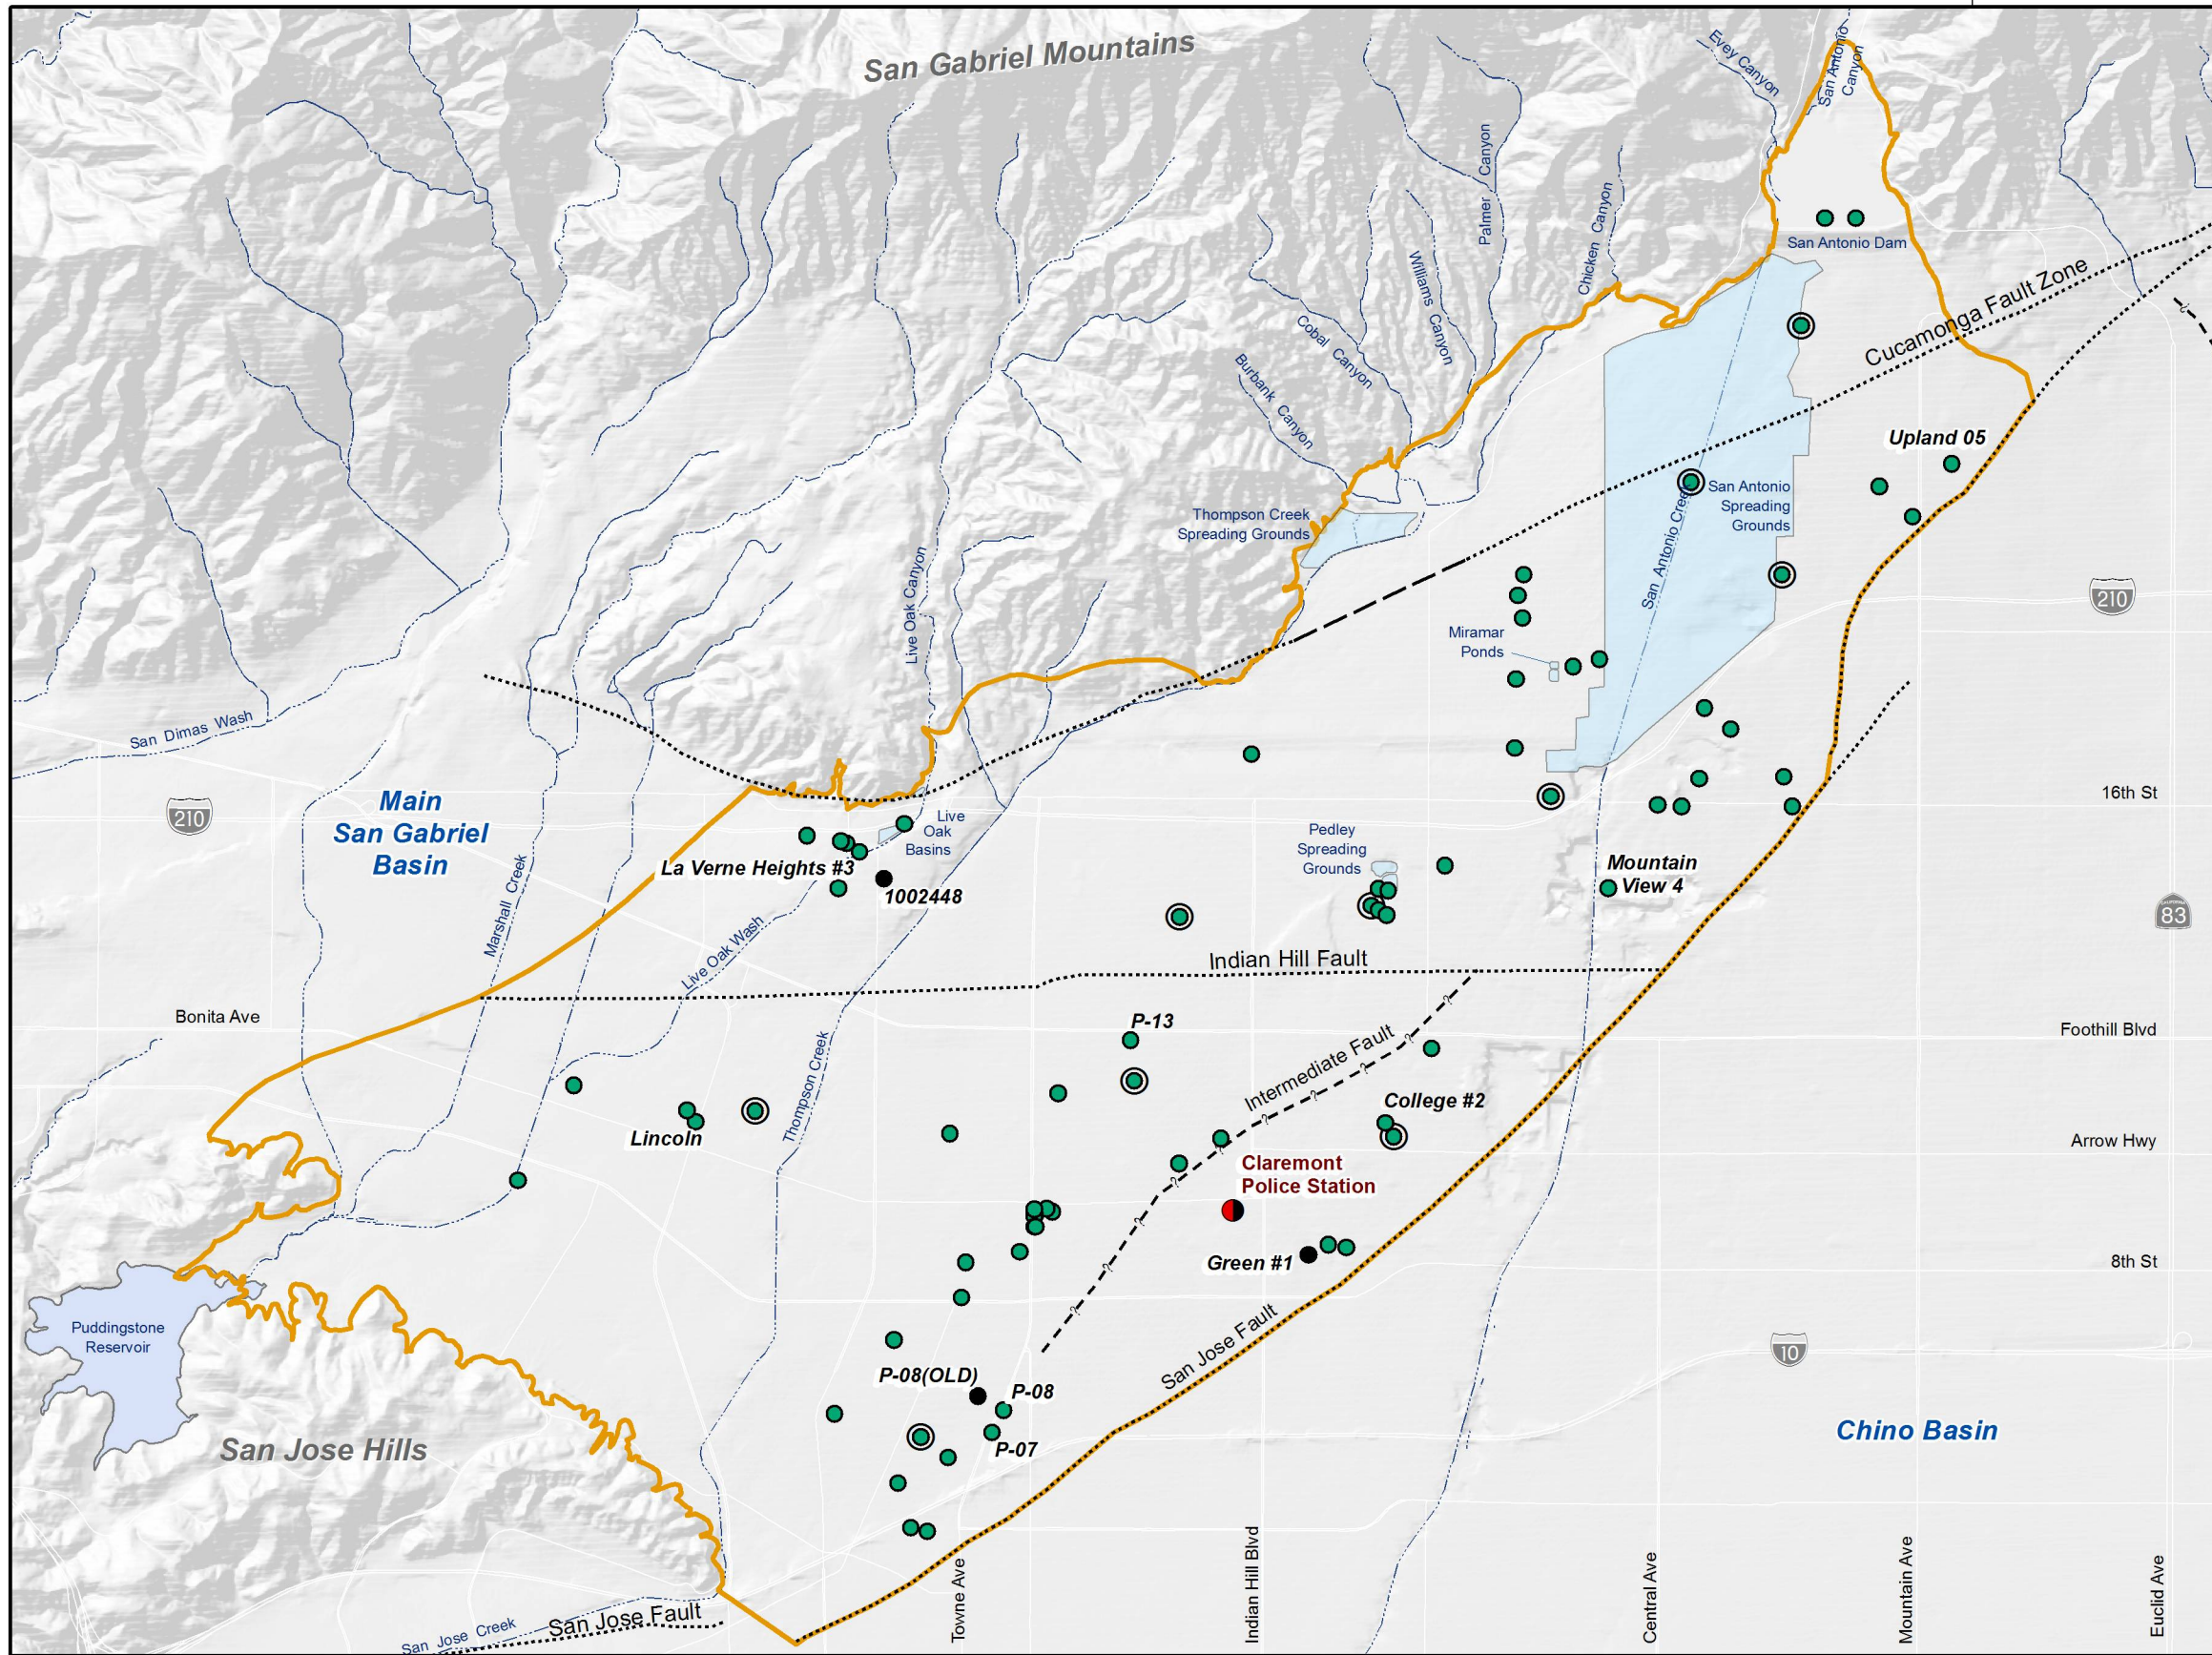 San Gabriel Mountains
Evey Canyon
San Antonio
Canyon
Palmer Canyon
Chicken Canyon
Williams Canyon
Cobal Canyon
Burbank Canyon
San Antonio Dam
Cucamonga Fault Zone
Upland 05
San Antonio
Spreading
Grounds
San Antonio Creek
Thompson Creek
Spreading Grounds
Live Oak Canyon
210
Miramar
Ponds
San Dimas Wash
16th St
Main
San Gabriel
Basin
210
Live
Oak
Basins
Pedley
Spreading
Grounds
La Verne Heights #3
1002448
Mountain
View 4
83
Marshall Creek
Live Oak Wash
Indian Hill Fault
Bonita Ave
P-13
Foothill Blvd
Intermediate Fault
Thompson Creek
College #2
Lincoln
Arrow Hwy
Claremont
Police Station
Green #1
8th St
Puddingstone
Reservoir
San Jose Fault
10
P-08(OLD)
P-08
P-07
San Jose Hills
Chino Basin
Towne Ave
Indian Hill Blvd
Central Ave
Mountain Ave
Euclid Ave
San Jose Creek
San Jose Fault
? ? ? ? ? ? ? ? ? ?
?